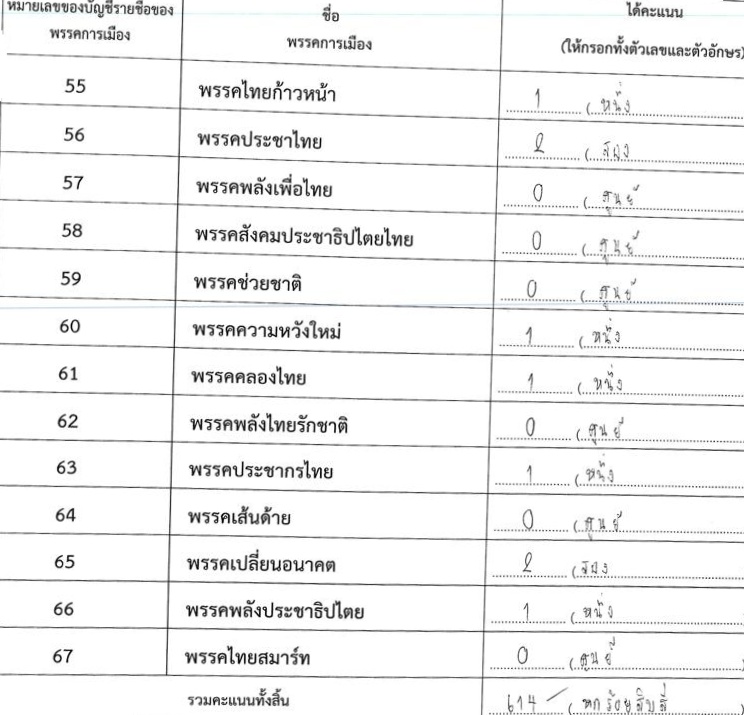 หมายเลขของบัญชีรายชื่อของ พรรคการเมือง
ชื่อ พรรคการเมือง
ได้คะแนน (ให้กรอกทั้งตัวเลขและตัวอักษร)
55 พรรคไทยก้าวหน้า 1 (หนึ่ง
56 พรรคประชาไทย 2 (สอง
57 พรรคพลังเพื่อไทย 0 (ศูนย์
58 พรรคสังคมประชาธิปไตยไทย 0 (ศูนย์
59 พรรคช่วยชาติ 0 (ศูนย์
60 พรรคความหวังใหม่ 1 (หนึ่ง
61 พรรคคลองไทย 1 (หนึ่ง
62 พรรคพลังไทยรักชาติ 0 (ศูนย์
63 พรรคประชากรไทย 1 (หนึ่ง
64 พรรคเส้นด้าย 0 (ศูนย์
65 พรรคเปลี่ยนอนาคต 2 (สอง
66 พรรคพลังประชาธิปไตย 1 (หนึ่ง
67 พรรคไทยสมาร์ท 0 (ศูนย์
รวมคะแนนทั้งสิ้น 614 (หกร้อยสิบสี่)